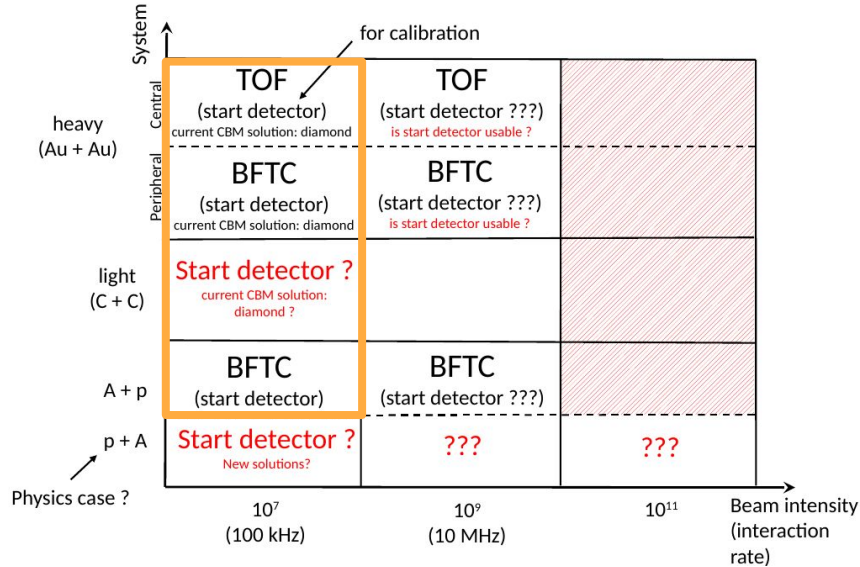 System
for calibration
heavy
(Au + Au)
Central
TOF
(start detector)
current CBM solution: diamond
TOF
(start detector ???)
is start detector usable ?
Peripheral
BFTC
(start detector)
current CBM solution: diamond
BFTC
(start detector ???)
is start detector usable ?
light
(C + C)
Start detector ?
current CBM solution:
diamond ?
A + p
BFTC
(start detector)
BFTC
(start detector ???)
p + A
Start detector ?
New solutions?
???
???
Physics case ?
10⁷
(100 kHz)
10⁹
(10 MHz)
10¹¹
Beam intensity
(interaction
rate)